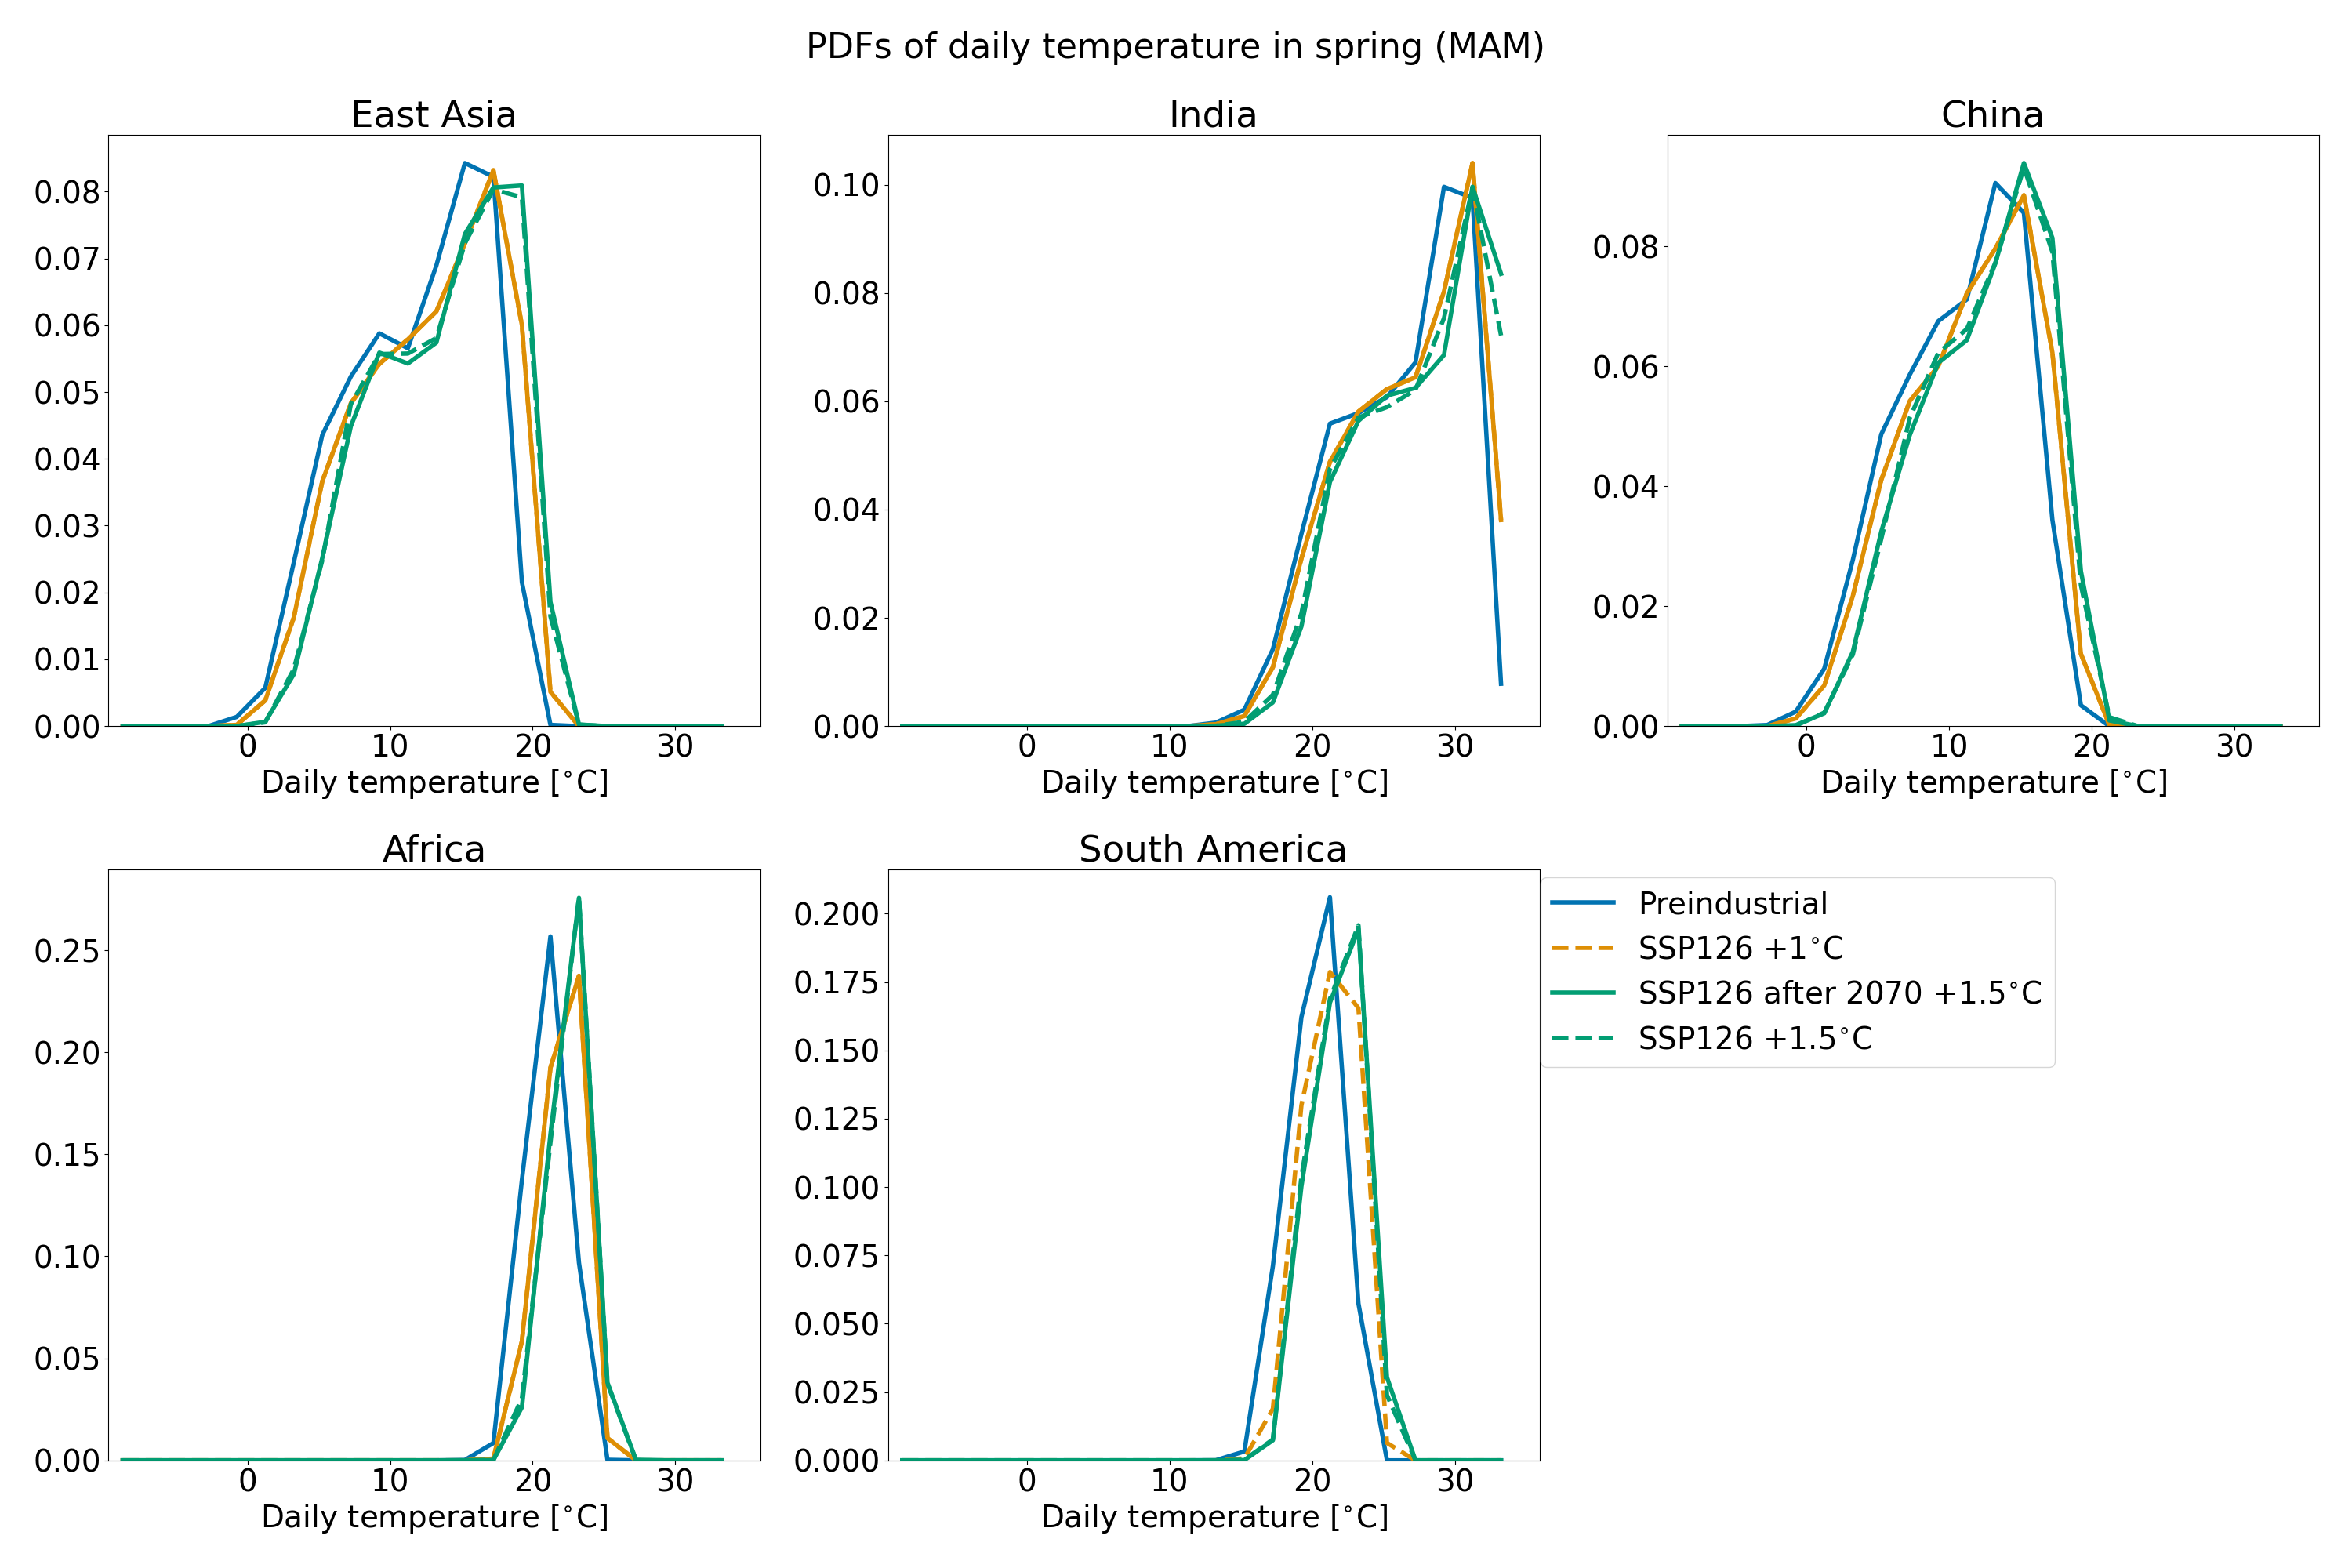 PDFs of daily temperature in spring (MAM)
East Asia
India
China
0.08
0.07
0.06
0.05
0.04
0.03
0.02
0.01
0.00
0 10 20 30
Daily temperature [°C]
0.10
0.08
0.06
0.04
0.02
0.00
0 10 20 30
Daily temperature [°C]
0.08
0.06
0.04
0.02
0.00
0 10 20 30
Daily temperature [°C]
Africa
South America
0.25
0.20
0.15
0.10
0.05
0.00
0 10 20 30
Daily temperature [°C]
0.200
0.175
0.150
0.125
0.100
0.075
0.050
0.025
0.000
0 10 20 30
Daily temperature [°C]
Preindustrial
SSP126 +1°C
SSP126 after 2070 +1.5°C
SSP126 +1.5°C